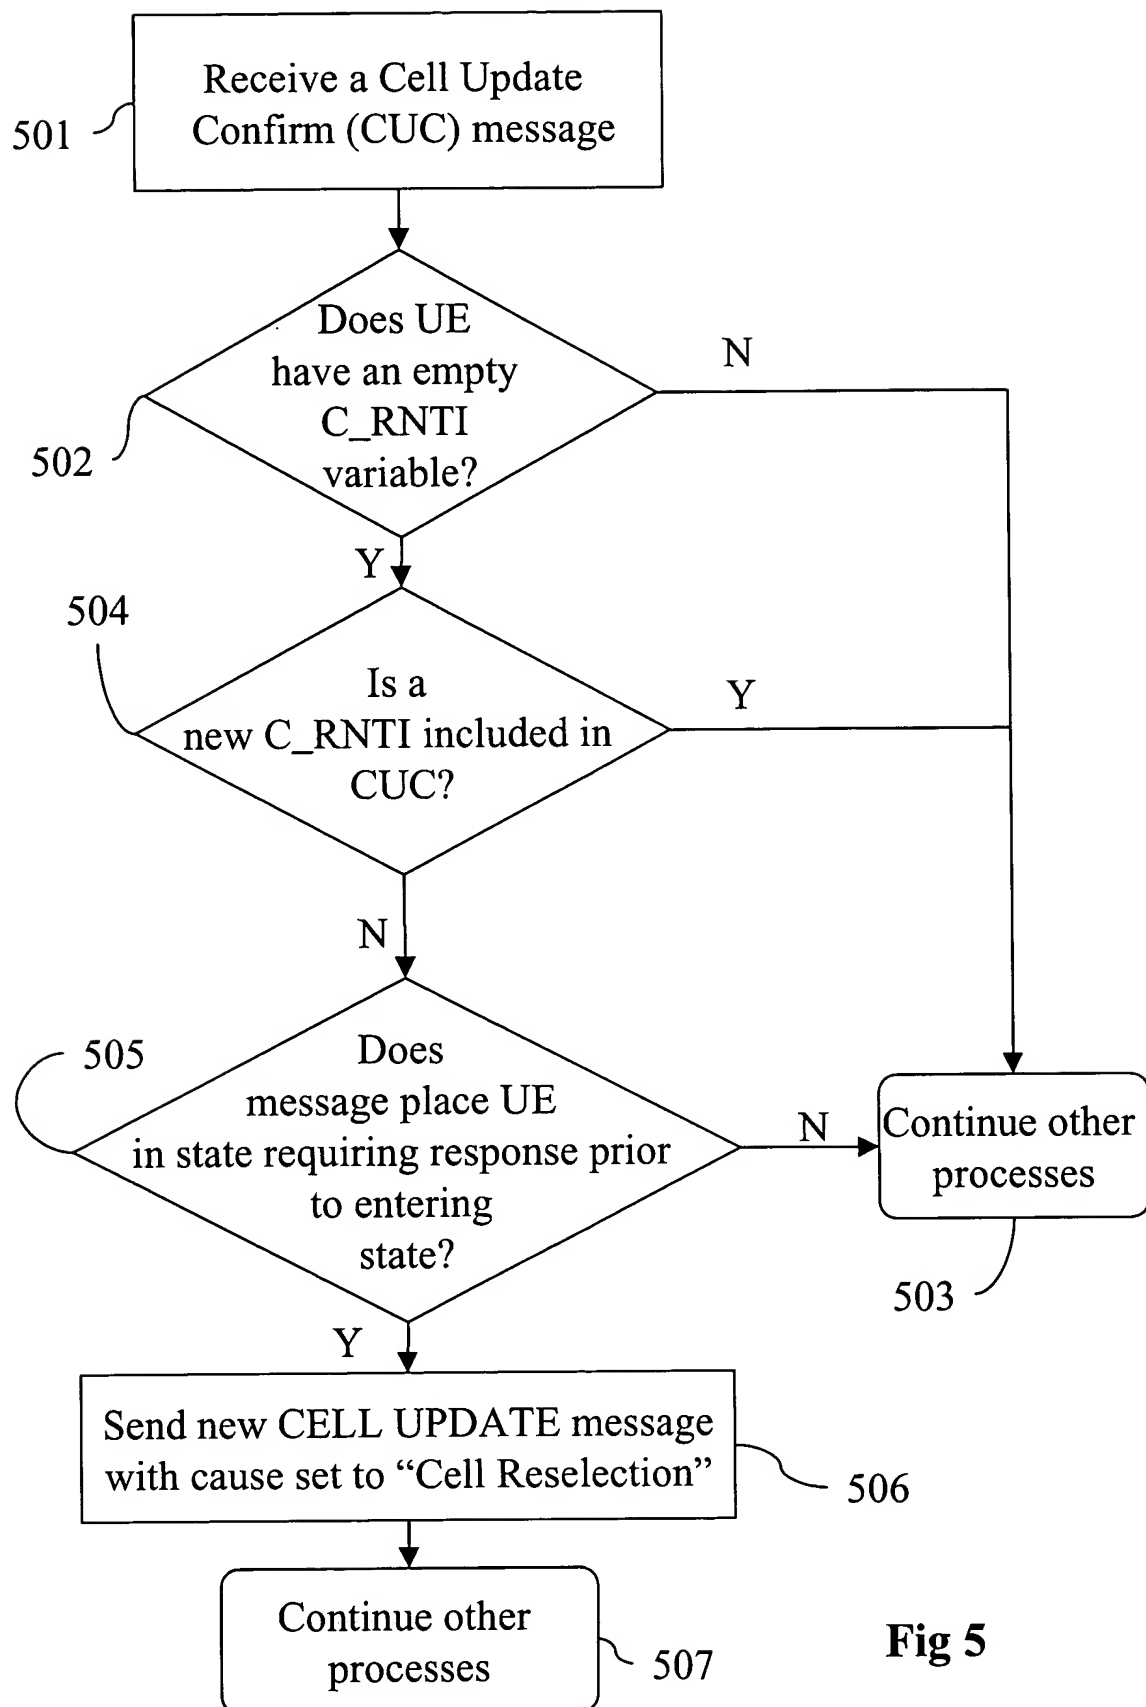 Receive a Cell Update
Confirm (CUC) message
501
Does UE
have an empty
C_RNTI
variable?
N
502
Y
504
Is a
new C_RNTI included in
CUC?
Y
N
505
Does
message place UE
in state requiring response prior
to entering
state?
N
Continue other
processes
503
Y
Send new CELL UPDATE message
with cause set to “Cell Reselection”
506
Continue other
processes
507
Fig 5